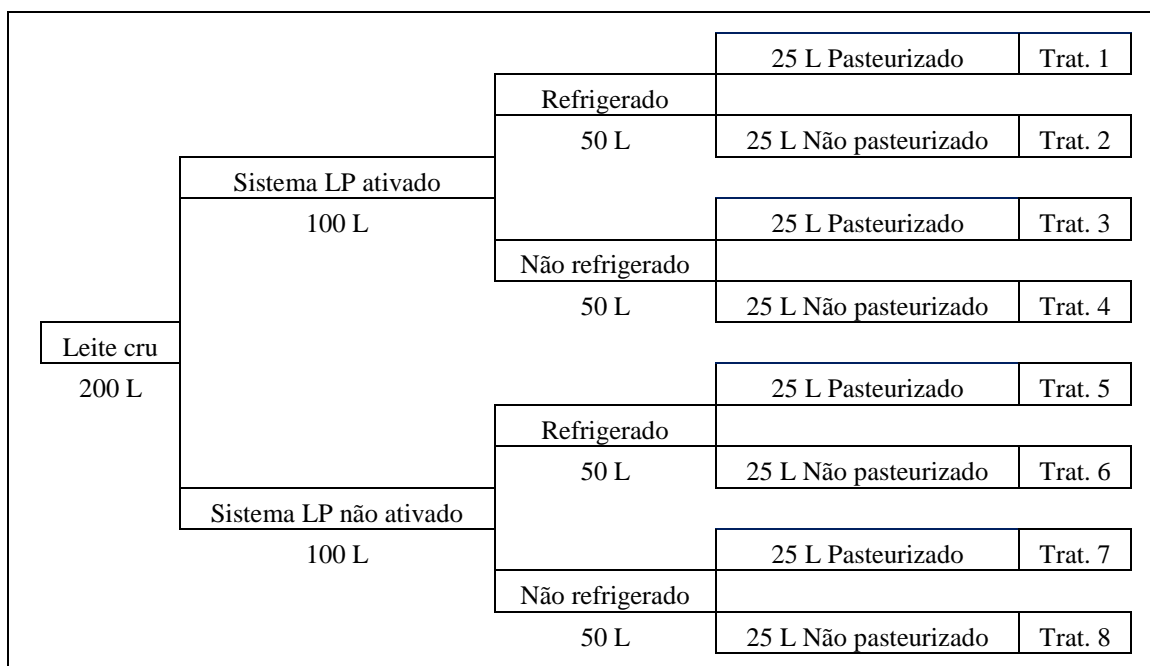 25 L Pasteurizado Trat. 1
Refrigerado
50 L 25 L Não pasteurizado Trat. 2
Sistema LP ativado
100 L 25 L Pasteurizado Trat. 3
Não refrigerado
50 L 25 L Não pasteurizado Trat. 4
Leite cru
200 L 25 L Pasteurizado Trat. 5
Refrigerado
50 L 25 L Não pasteurizado Trat. 6
Sistema LP não ativado
100 L 25 L Pasteurizado Trat. 7
Não refrigerado
50 L 25 L Não pasteurizado Trat. 8